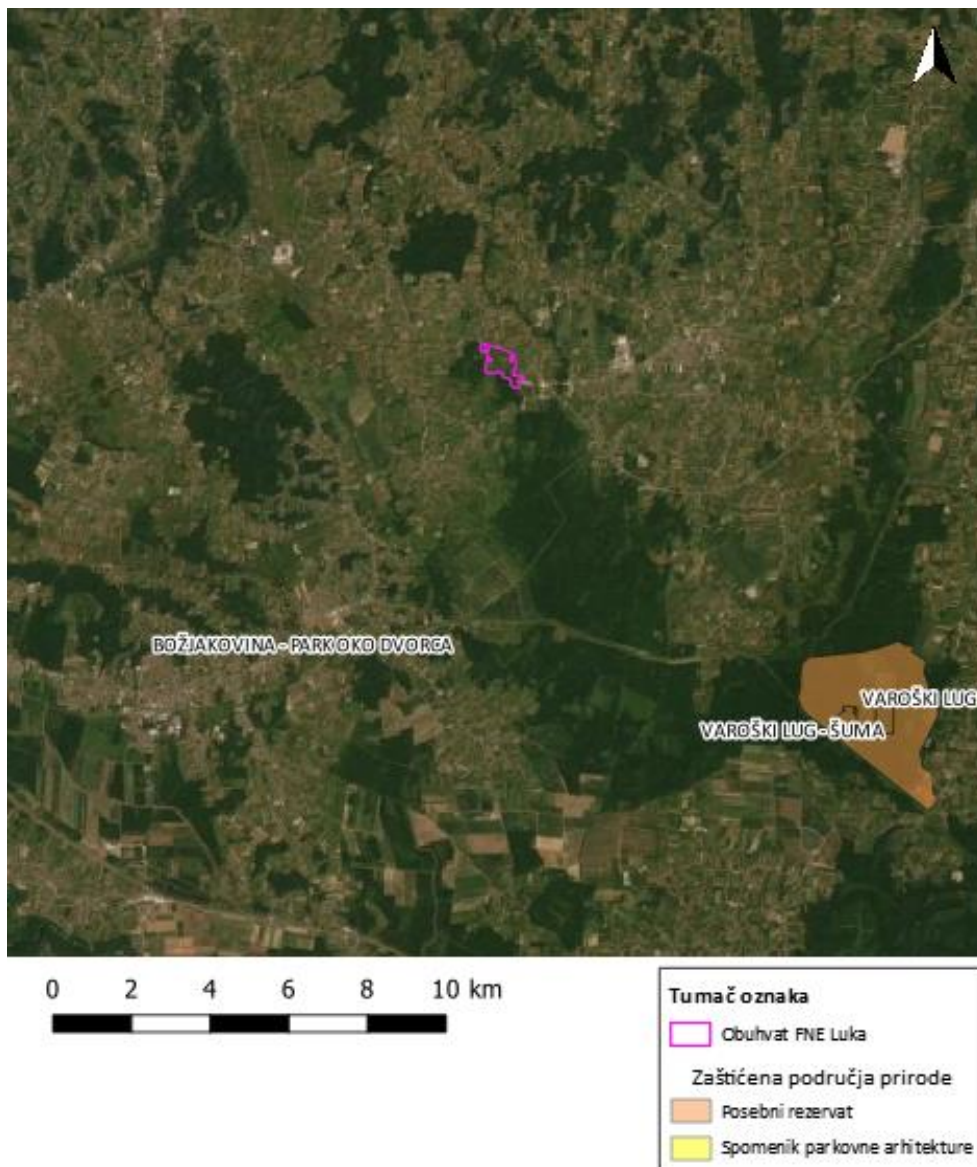 BOŽJAKOVINA - PARK OKO DVORCA
VAROŠKI LUG
VAROŠKI LUG - ŠUMA
0 2 4 6 8 10 km
Tumač oznaka
Obuhvat FNE Luka
Zaštićena područja prirode
Posebni rezervat
Spomenik parkovne arhitekture